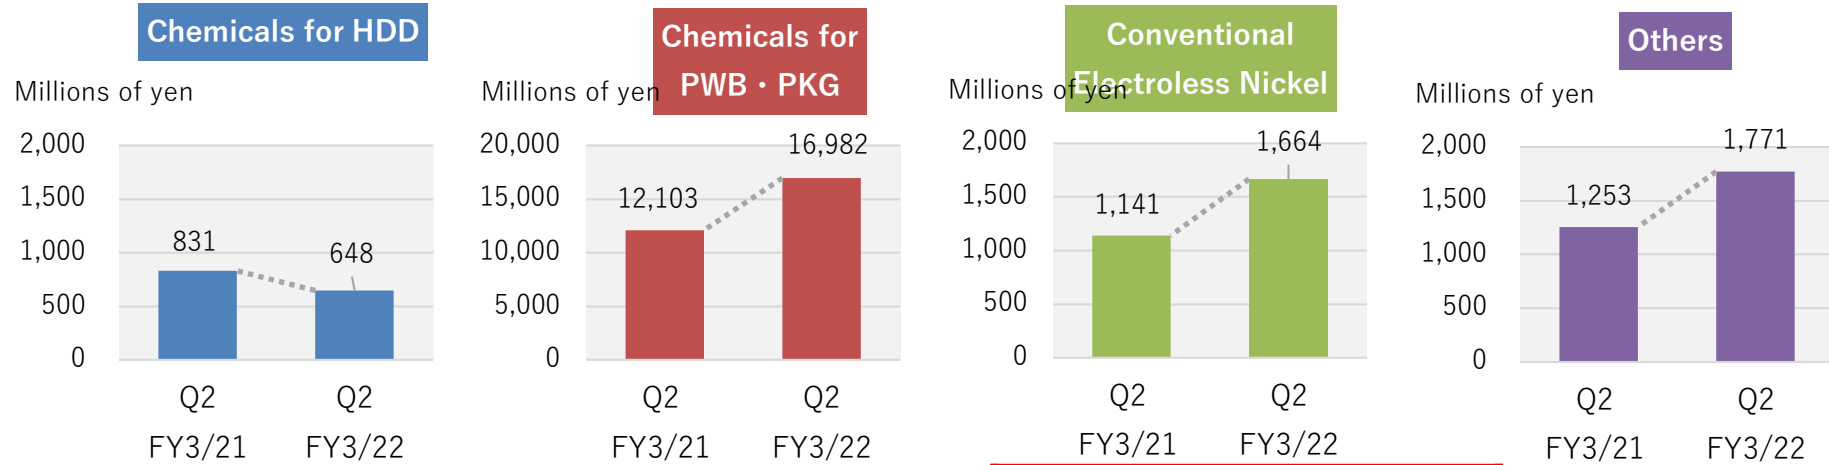 Chemicals for HDD
Millions of yen
2,000
1,500
1,000
500
0
831
648
Q2
FY3/21
Q2
FY3/22
Chemicals for
PWB・PKG
Millions of yen
20,000
15,000
10,000
5,000
0
12,103
16,982
Q2
FY3/21
Q2
FY3/22
Conventional
Electroless Nickel
Millions of yen
2,000
1,500
1,000
500
0
1,141
1,664
Q2
FY3/21
Q2
FY3/22
Others
Millions of yen
2,000
1,500
1,000
500
0
1,253
1,771
Q2
FY3/21
Q2
FY3/22